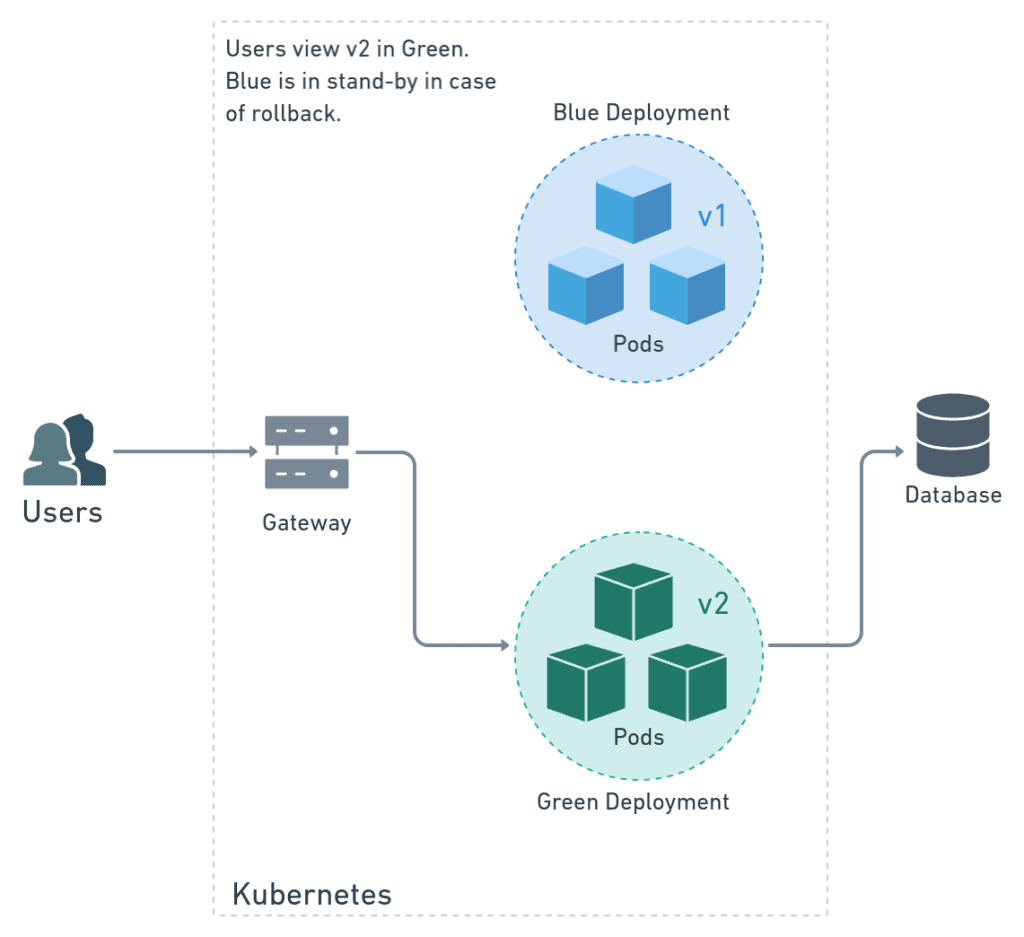 Users view v2 in Green.
Blue is in stand-by in case
of rollback.
Blue Deployment
v1
Pods
Users
Gateway
Database
v2
Pods
Green Deployment
Kubernetes